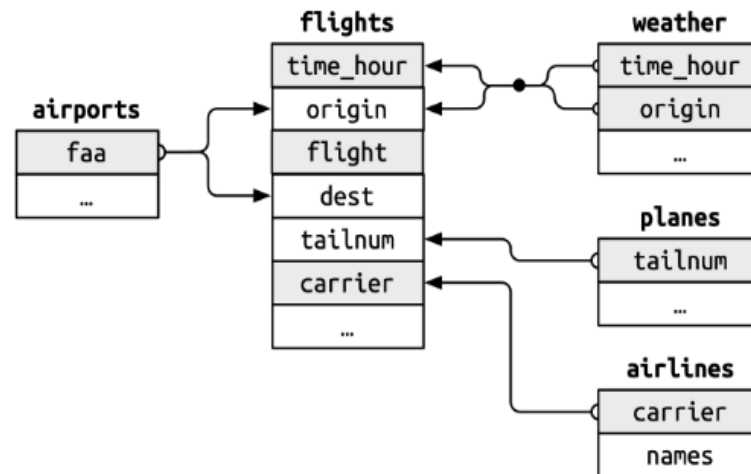 flights
time_hour
origin
flight
dest
tailnum
carrier
…
airports
faa
…
weather
time_hour
origin
…
planes
tailnum
…
airlines
carrier
names